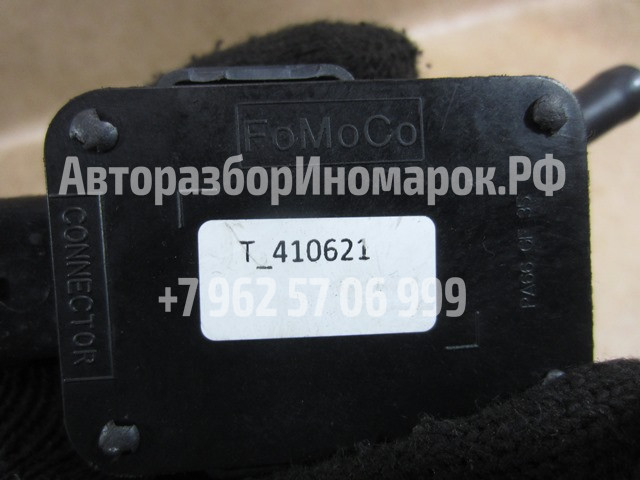 FoMoCo
АвторазборИномарок.РФ
CONNECTOR
T_410621
+7 962 57 06 999